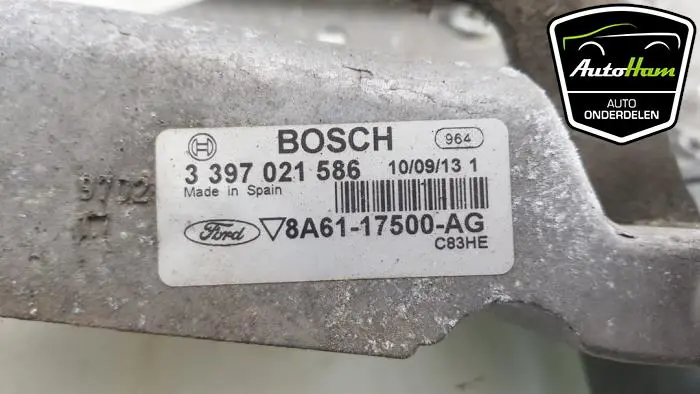 AutoHam
AUTO
ONDERDELEN
BOSCH
964
3 397 021 586
10/09/13 1
Made in Spain
Ford
8A61-17500-AG
C83HE